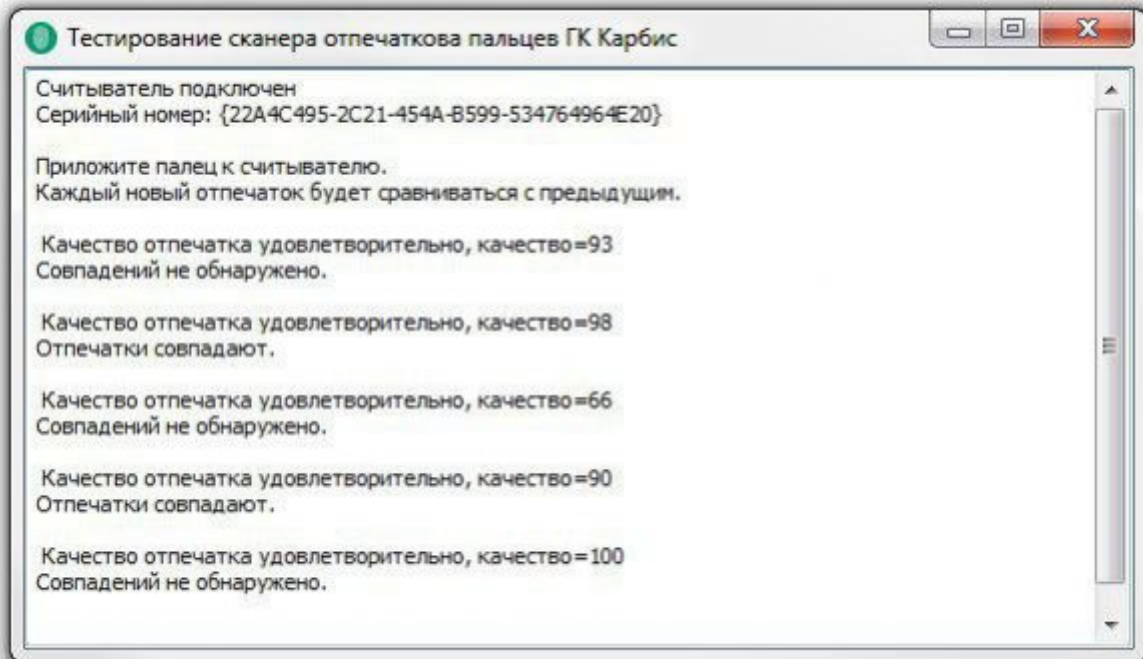 Тестирование сканера отпечаткова пальцев ГК Карбис
Считыватель подключен
Серийный номер: {22A4C495-2C21-454A-B599-534764964E20}
Приложите палец к считывателю.
Каждый новый отпечаток будет сравниваться с предыдущим.
Качество отпечатка удовлетворительно, качество=93
Совпадений не обнаружено.
Качество отпечатка удовлетворительно, качество=98
Отпечатки совпадают.
Качество отпечатка удовлетворительно, качество=66
Совпадений не обнаружено.
Качество отпечатка удовлетворительно, качество=90
Отпечатки совпадают.
Качество отпечатка удовлетворительно, качество=100
Совпадений не обнаружено.